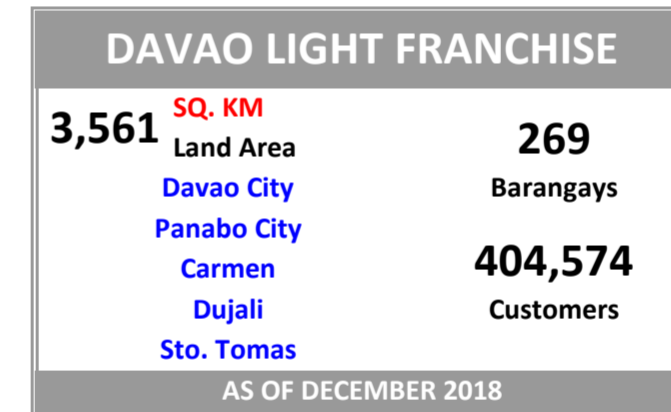 DAVAO LIGHT FRANCHISE
3,561 SQ. KM
Land Area
Davao City
Panabo City
Carmen
Dujali
Sto. Tomas
269
Barangays
404,574
Customers
AS OF DECEMBER 2018